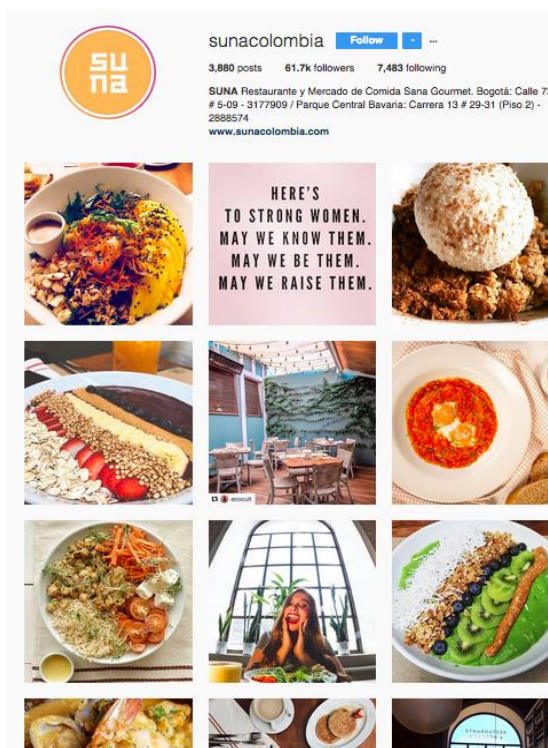 su
na
sunacolombia Follow
3,880 posts 61.7k followers 7,483 following
SUNA Restaurante y Mercado de Comida Sana Gourmet. Bogotá: Calle
# 5-09 - 3177909 / Parque Central Bavaria: Carrera 13 # 29-31 (Piso 2) -
2888574
www.sunacolombia.com
HERE'S
TO STRONG WOMEN.
MAY WE KNOW THEM.
MAY WE BE THEM.
MAY WE RAISE THEM.
ecocult